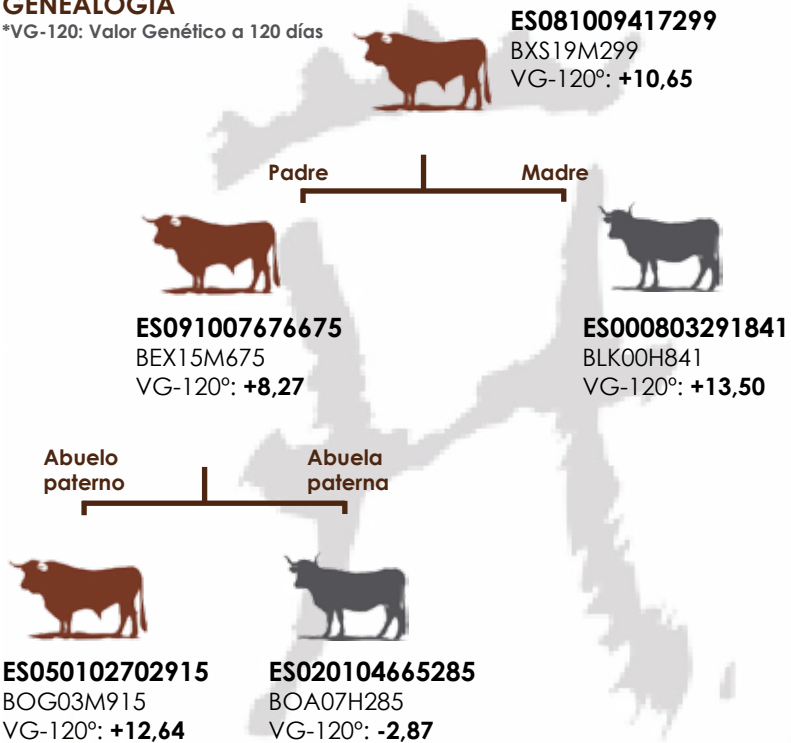 GENEALOGÍA
*VG-120: Valor Genético a 120 días
ES081009417299
BXS19M299
VG-120º: +10,65
Padre
Madre
ES091007676675
BEX15M675
VG-120º: +8,27
ES000803291841
BLK00H841
VG-120º: +13,50
Abuelo
paterno
Abuela
paterna
ES050102702915
BOG03M915
VG-120º: +12,64
ES020104665285
BOA07H285
VG-120º: -2,87